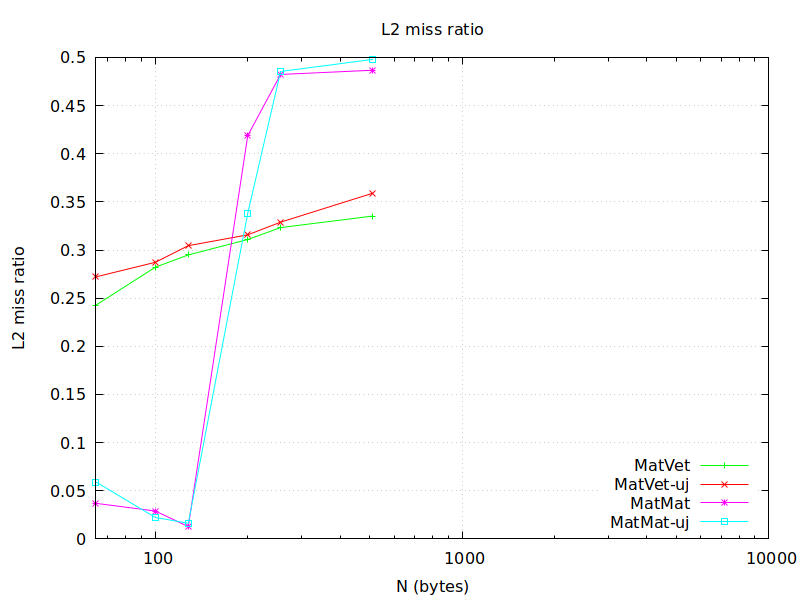 L2 miss ratio
0.5
0.45
0.4
0.35
0.3
0.25
0.2
0.15
0.1
0.05
0
L2 miss ratio
MatVet
MatVet-uj
MatMat
MatMat-uj
100
1000
10000
N (bytes)